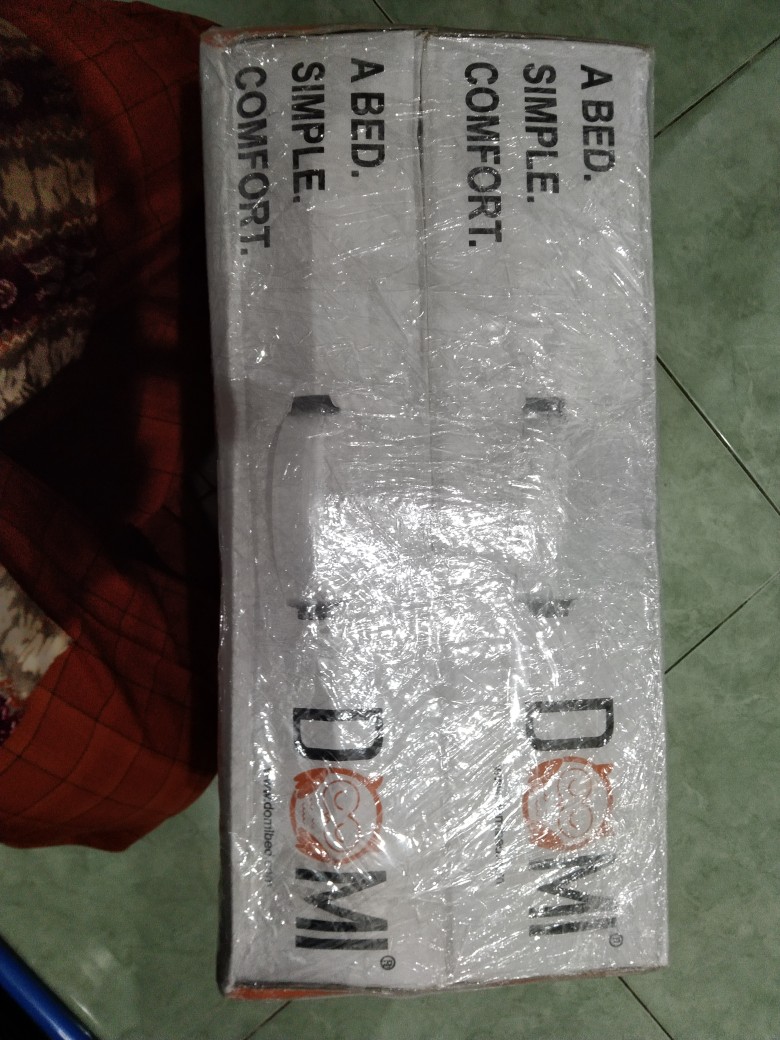 A BED.
SIMPLE.
COMFORT.
DOMI®
A BED.
SIMPLE.
COMFORT.
DOMI®